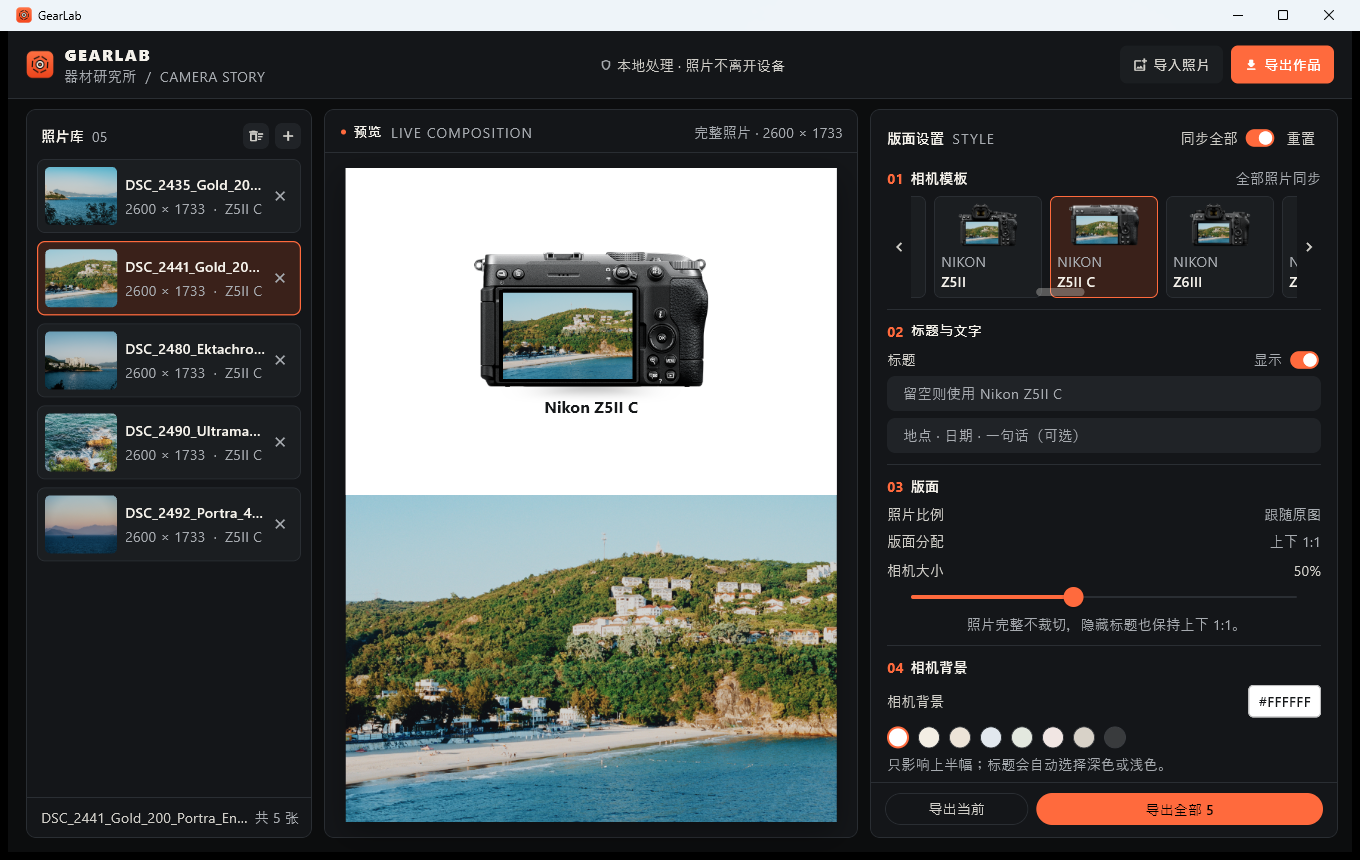 GearLab
GEARLAB
器材研究所 / CAMERA STORY
本地处理 · 照片不离开设备
导入照片
导出作品
照片库 05
DSC_2435_Gold_20...
2600 × 1733 · Z5II C
DSC_2441_Gold_20...
2600 × 1733 · Z5II C
DSC_2480_Ektachro...
2600 × 1733 · Z5II C
DSC_2490_Ultrama...
2600 × 1733 · Z5II C
DSC_2492_Portra_4...
2600 × 1733 · Z5II C
DSC_2441_Gold_200_Portra_En... 共 5 张
预览 LIVE COMPOSITION
完整照片 · 2600 × 1733
Nikon Z5II C
版面设置 STYLE
同步全部
重置
01 相机模板
全部照片同步
NIKON
Z5II
NIKON
Z5II C
NIKON
Z6III
N
Z
02 标题与文字
标题
显示
留空则使用 Nikon Z5II C
地点 · 日期 · 一句话（可选）
03 版面
照片比例
跟随原图
版面分配
上下 1:1
相机大小
50%
照片完整不裁切，隐藏标题也保持上下 1:1。
04 相机背景
相机背景
#FFFFFF
只影响上半幅；标题会自动选择深色或浅色。
导出当前
导出全部 5